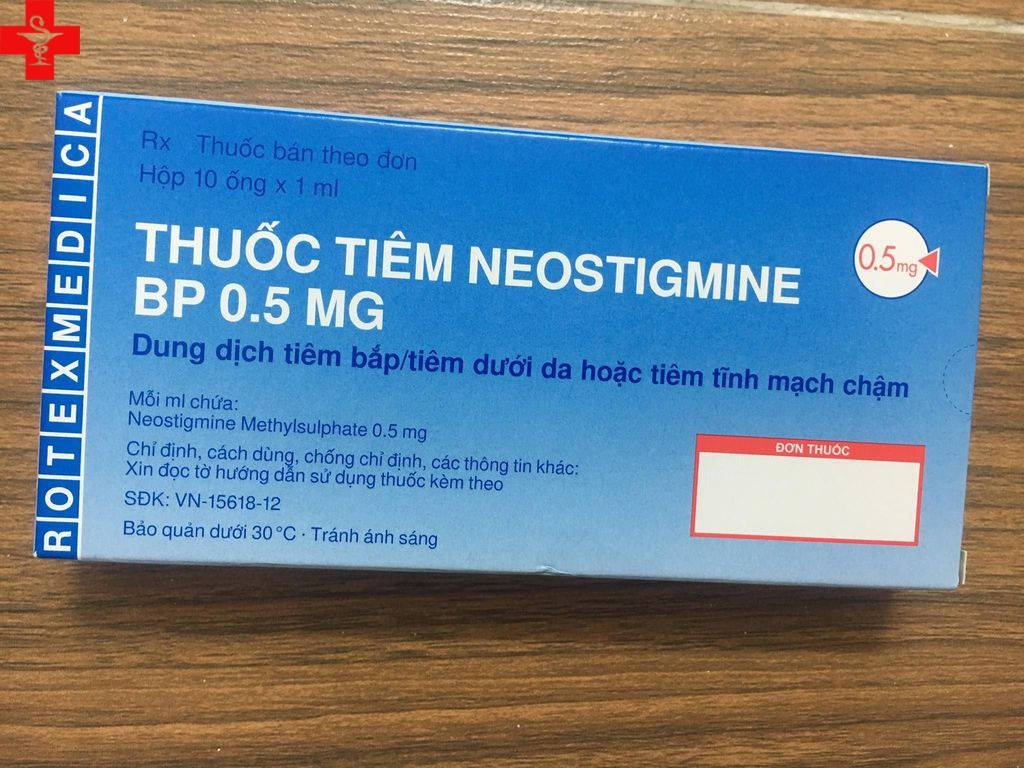 ROTEXMEDICA
Rx Thuốc bán theo đơn
Hộp 10 ống x 1 ml
THUỐC TIÊM NEOSTIGMINE
BP 0.5 MG
0.5mg
Dung dịch tiêm bắp/tiêm dưới da hoặc tiêm tĩnh mạch chậm
Mỗi ml chứa:
Neostigmine Methylsulphate 0.5 mg
Chỉ định, cách dùng, chống chỉ định, các thông tin khác:
Xin đọc tờ hướng dẫn sử dụng thuốc kèm theo
SĐK: VN-15618-12
Bảo quản dưới 30 °C · Tránh ánh sáng
ĐƠN THUỐC